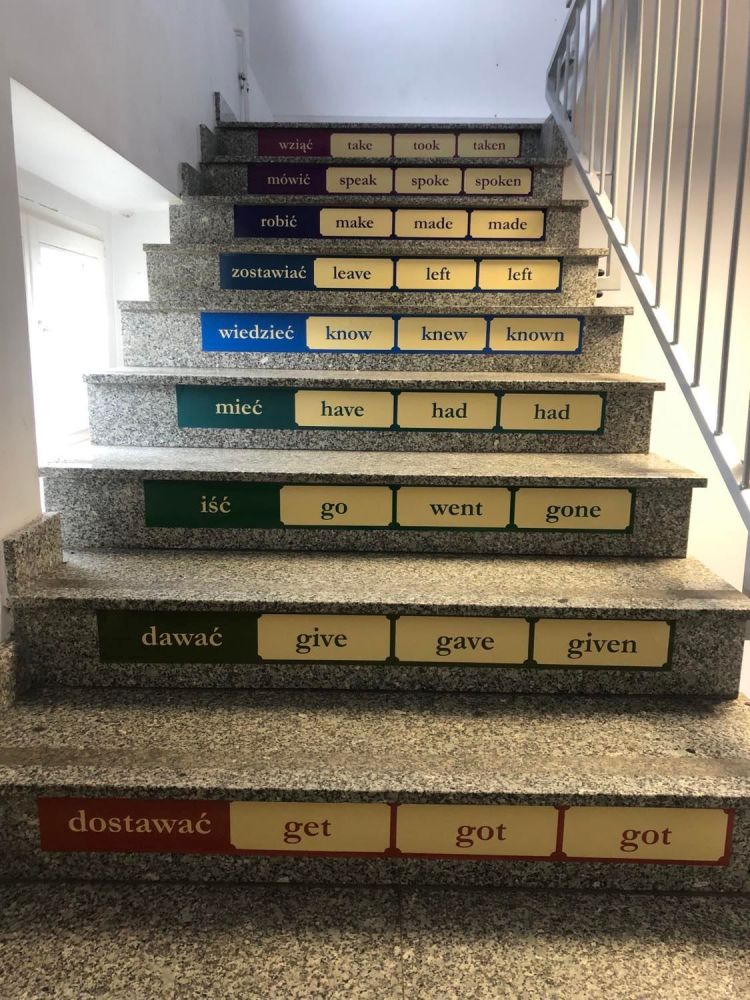 wziąć take took taken
mówić speak spoke spoken
robić make made made
zostawiać leave left left
wiedzieć know knew known
mieć have had had
iść go went gone
dawać give gave given
dostawać get got got